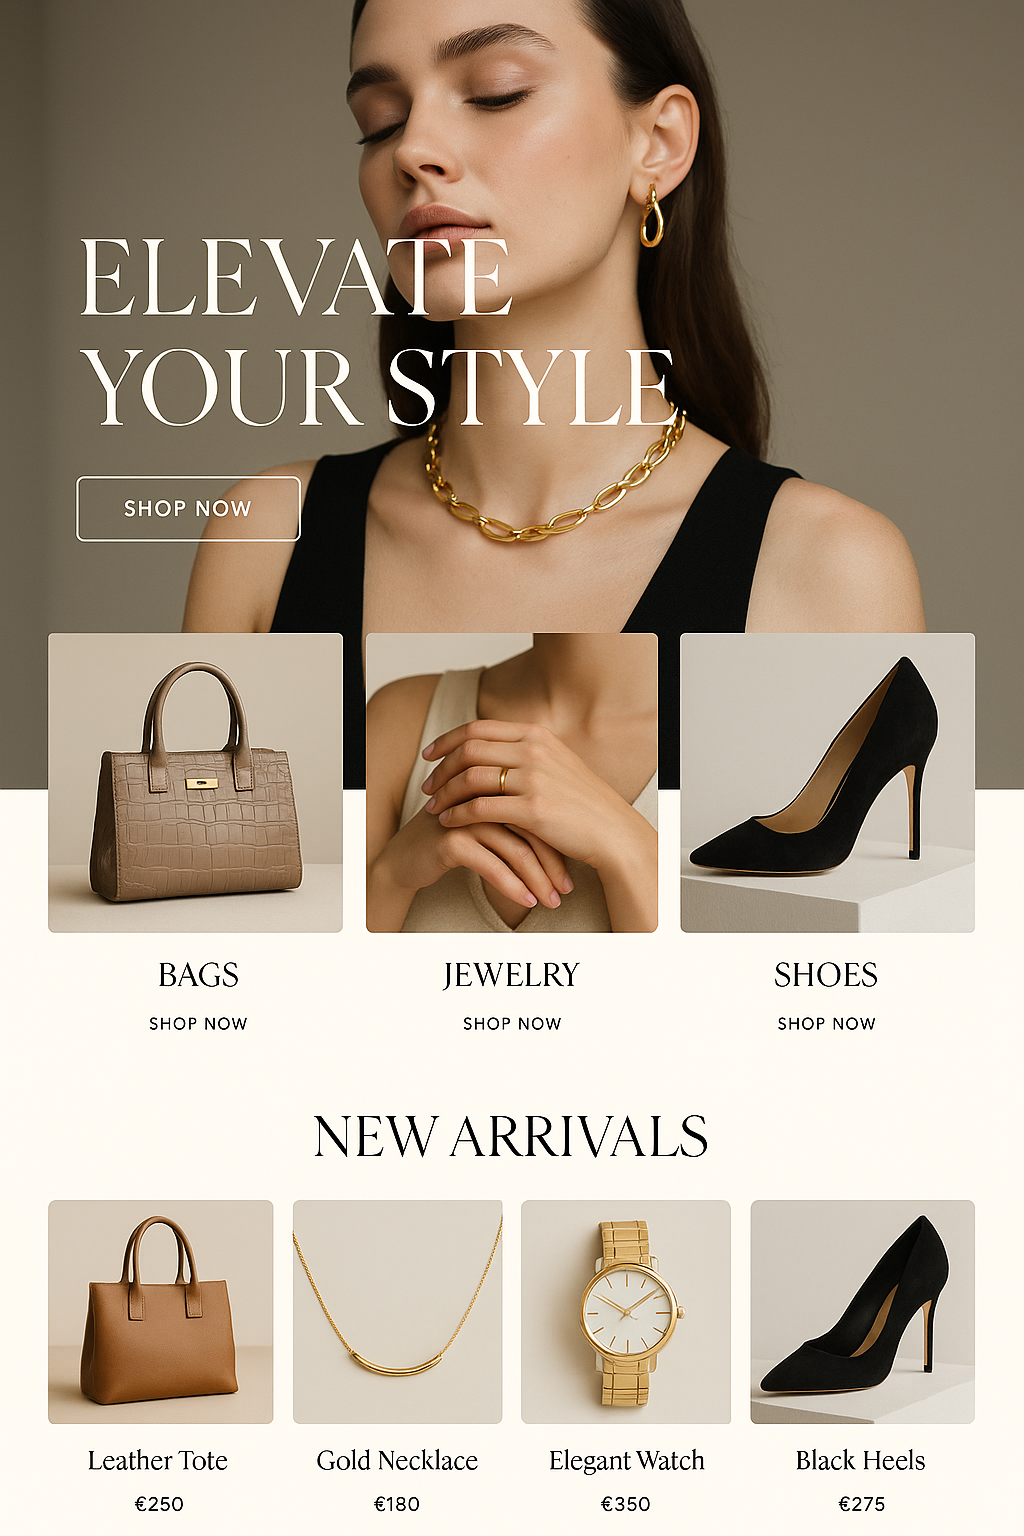 ELEVATE
YOUR STYLE
SHOP NOW
BAGS
SHOP NOW
JEWELRY
SHOP NOW
SHOES
SHOP NOW
NEW ARRIVALS
Leather Tote
€250
Gold Necklace
€180
Elegant Watch
€350
Black Heels
€275